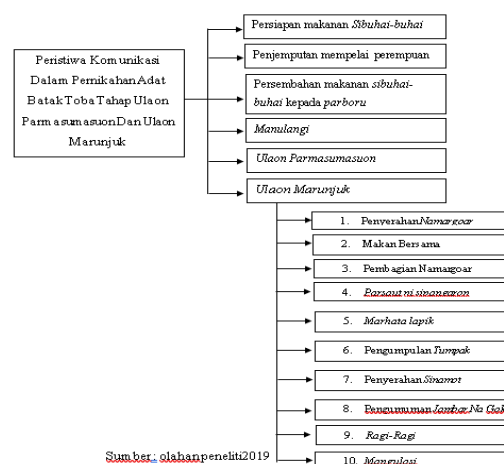 Peristiwa Komunikasi
Dalam Pernikahan Adat
Batak Toba Tahap Ulaon
Parmasumasuon Dan Ulaon
Marunjuk
Persiapan makanan Sibuhai-buhai
Penjemputan mempelai perempuan
Persembahan makanan sibuhai-
buhai kepada parboru
Manulangi
Ulaon Parmasumasuon
Ulaon Marunjuk
1. Penyerahan Namargoar
2. Makan Bersama
3. Pembagian Namargoar
4. Parsaut ni sinangaron
5. Marhata lapik
6. Pengumpulan Tumpak
7. Penyerahan Sinamot
8. Pengumuman Jambar Na Gok
9. Ragi-Ragi
10. Mangulosi
Sumber: olahan peneliti 2019